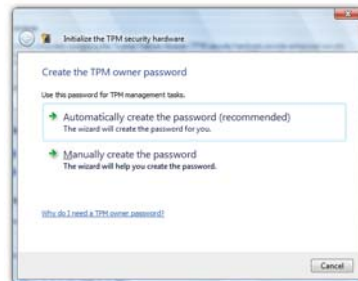 Initialize the TPM security hardware
Create the TPM owner password
Use this password for TPM management tasks.
Automatically create the password (recommended)
The wizard will create the password for you.
Manually create the password
The wizard will help you create the password.
Why do I need a TPM owner password?
Cancel